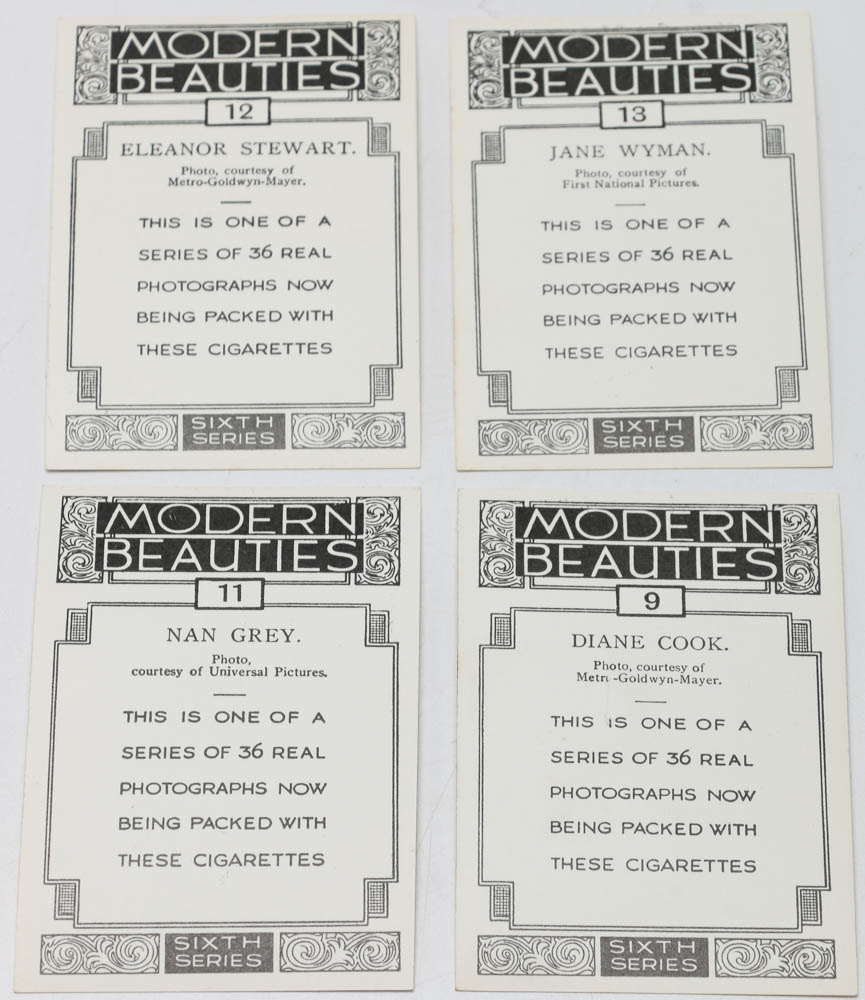 MODERN
BEAUTIES
12
ELEANOR STEWART.
Photo, courtesy of
Metro-Goldwyn-Mayer.
THIS IS ONE OF A
SERIES OF 36 REAL
PHOTOGRAPHS NOW
BEING PACKED WITH
THESE CIGARETTES
SIXTH
SERIES
MODERN
BEAUTIES
13
JANE WYMAN.
Photo, courtesy of
First National Pictures.
THIS IS ONE OF A
SERIES OF 36 REAL
PHOTOGRAPHS NOW
BEING PACKED WITH
THESE CIGARETTES
SIXTH
SERIES
MODERN
BEAUTIES
11
NAN GREY.
Photo,
courtesy of Universal Pictures.
THIS IS ONE OF A
SERIES OF 36 REAL
PHOTOGRAPHS NOW
BEING PACKED WITH
THESE CIGARETTES
SIXTH
SERIES
MODERN
BEAUTIES
9
DIANE COOK.
Photo, courtesy of
Metro-Goldwyn-Mayer.
THIS IS ONE OF A
SERIES OF 36 REAL
PHOTOGRAPHS NOW
BEING PACKED WITH
THESE CIGARETTES
SIXTH
SERIES